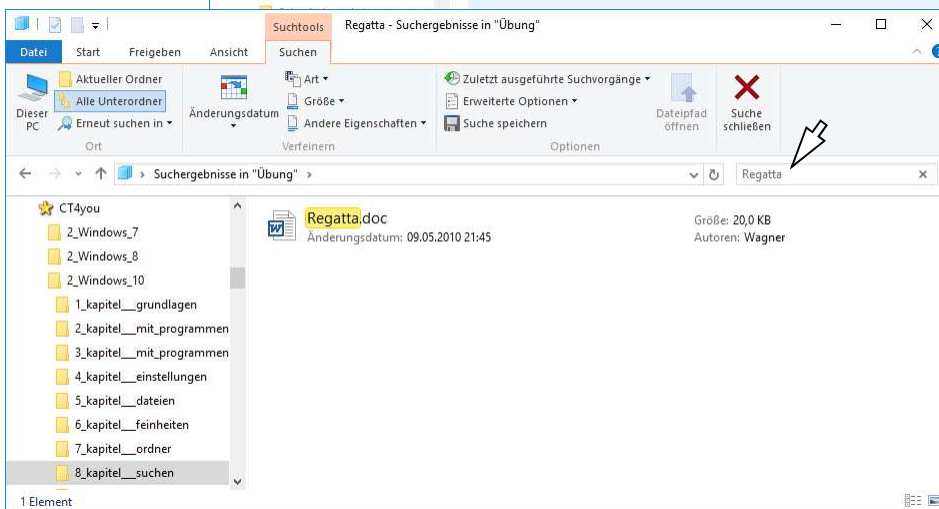 Suchtools
Regatta - Suchergebnisse in "Übung"
Datei
Start
Freigeben
Ansicht
Suchen
Dieser PC
Aktueller Ordner
Alle Unterordner
Erneut suchen in
Ort
Änderungsdatum
Art
Größe
Andere Eigenschaften
Verfeinern
Zuletzt ausgeführte Suchvorgänge
Erweiterte Optionen
Suche speichern
Dateipfad öffnen
Suche schließen
Optionen
Suchergebnisse in "Übung"
Regatta
CT4you
2_Windows_7
2_Windows_8
2_Windows_10
1_kapitel___grundlagen
2_kapitel__mit_programmen
3_kapitel__mit_programmen
4_kapitel__einstellungen
5_kapitel__dateien
6_kapitel__feinheiten
7_kapitel__ordner
8_kapitel__suchen
Regatta.doc
Änderungsdatum: 09.05.2010 21:45
Größe: 20,0 KB
Autoren: Wagner
1 Element